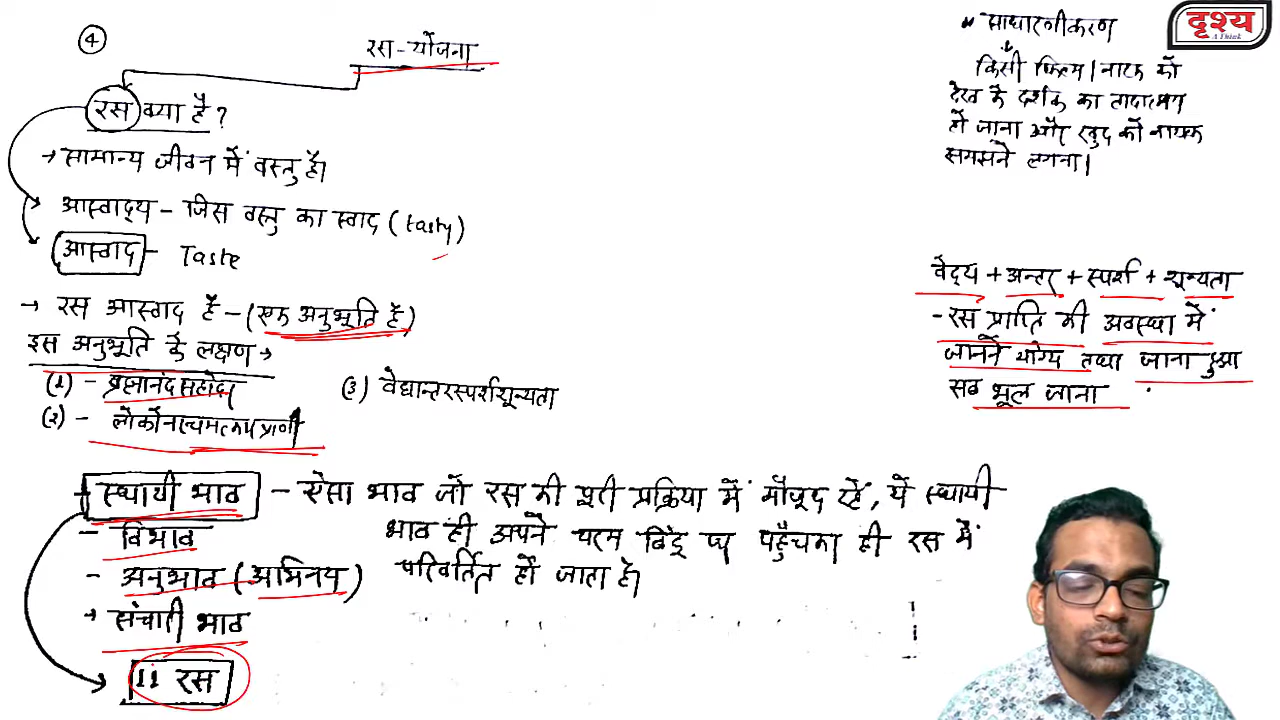 ④
रस-योजना
रस क्या है?
→ सामान्य जीवन में वस्तु है।
आस्वाद्य - जिस वस्तु का स्वाद (tasty)
आस्वाद - Taste
→ रस आस्वाद है - (एक अनुभूति है)
इस अनुभूति के लक्षण →
(1) - ब्रह्मानंद सहोदर
(2) - लोकोत्तरचमत्कारप्राण
(3) वेद्यान्तरस्पर्शशून्यता
स्थायी भाव - ऐसा भाव जो रस की पूरी प्रक्रिया में मौजूद रहें, ये स्थायी
भाव ही अपने चरम बिंदु पर पहुँचकर ही रस में
परिवर्तित हो जाता है।
- विभाव
- अनुभाव (अभिनय)
→ संचारी भाव
11 रस
साधारणीकरण
किसी फिल्म। नाटक को
देख के दर्शक का तादात्म्य
हो जाना और खुद को नायक
समझने लगना।
वेद्य + अन्तर + स्पर्श + शून्यता
- रस प्राप्ति की अवस्था में
जानने योग्य तथा जाना हुआ
सब भूल जाना
दृश्य
A Think